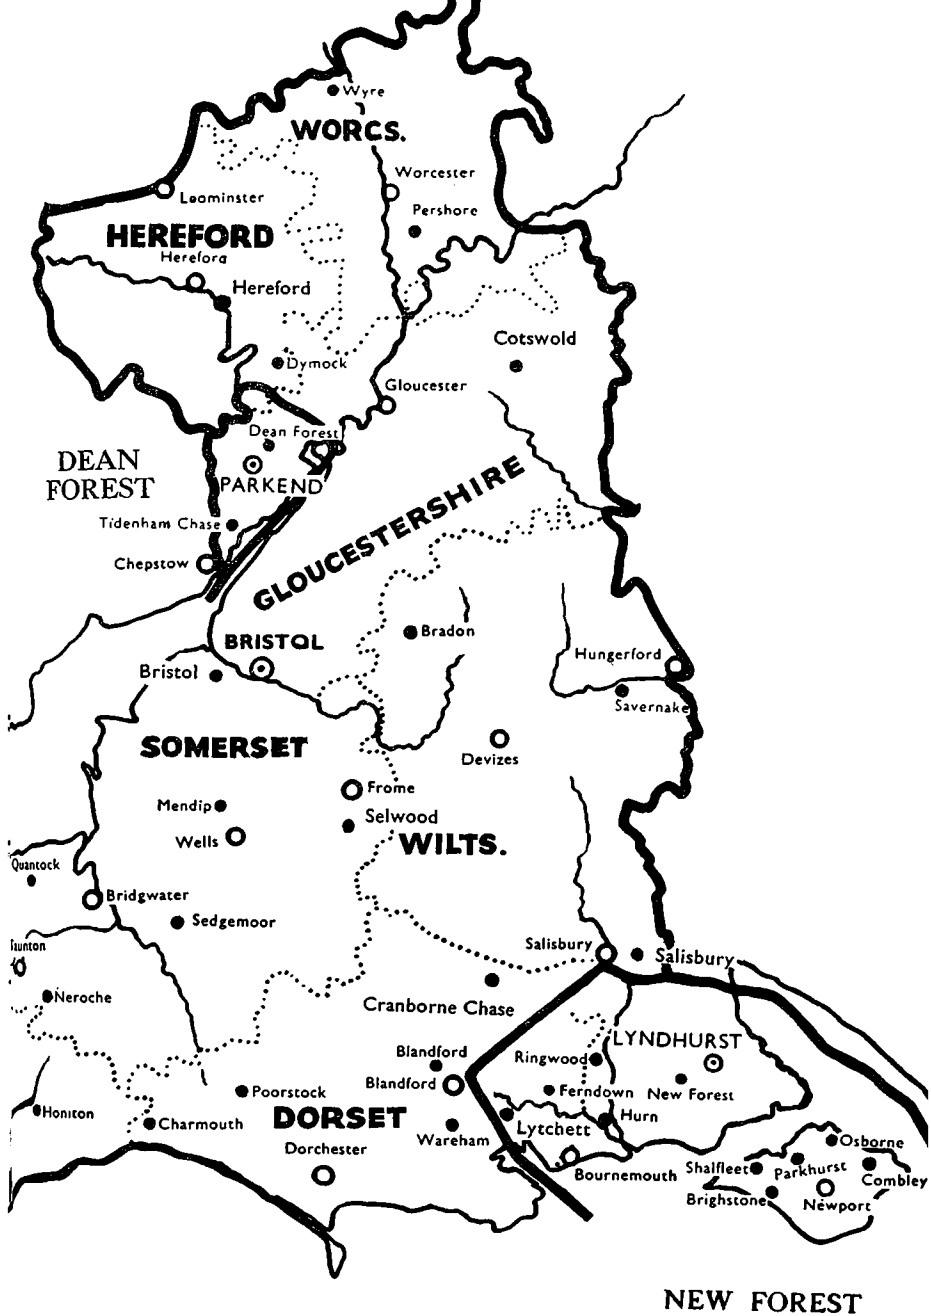 Wyre
WORCS.
Worcester
Leominster
Pershore
HEREFORD
Hereford
Hereford
Cotswold
Dymock
Gloucester
Dean Forest
DEAN
FOREST
PARKEND
GLOUCESTERSHIRE
Tidenham Chase
Chepstow
BRISTOL
Bradon
Bristol
Hungerford
Savernake
SOMERSET
Devizes
Frome
Mendip
Selwood
Wells
WILTS.
Quantock
Bridgwater
Sedgemoor
Taunton
Salisbury
Salisbury
Neroche
Cranborne Chase
LYNDHURST
Blandford
Ringwood
Blandford
Poorstock
Ferndown
New Forest
Honiton
DORSET
Hurn
Charmouth
Lytchett
Wareham
Osborne
Dorchester
Bournemouth
Shalfleet
Parkhurst
Combley
Brighstone
Newport
NEW FOREST